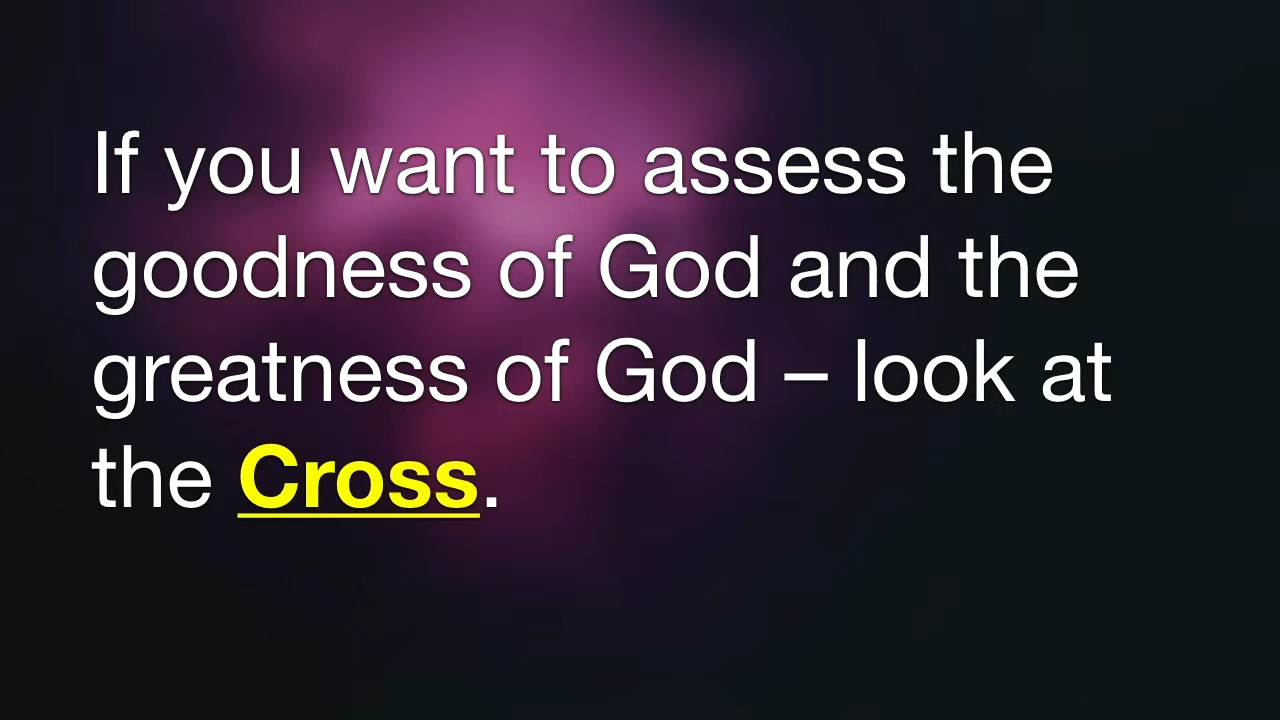 If you want to assess the
goodness of God and the
greatness of God – look at
the Cross.